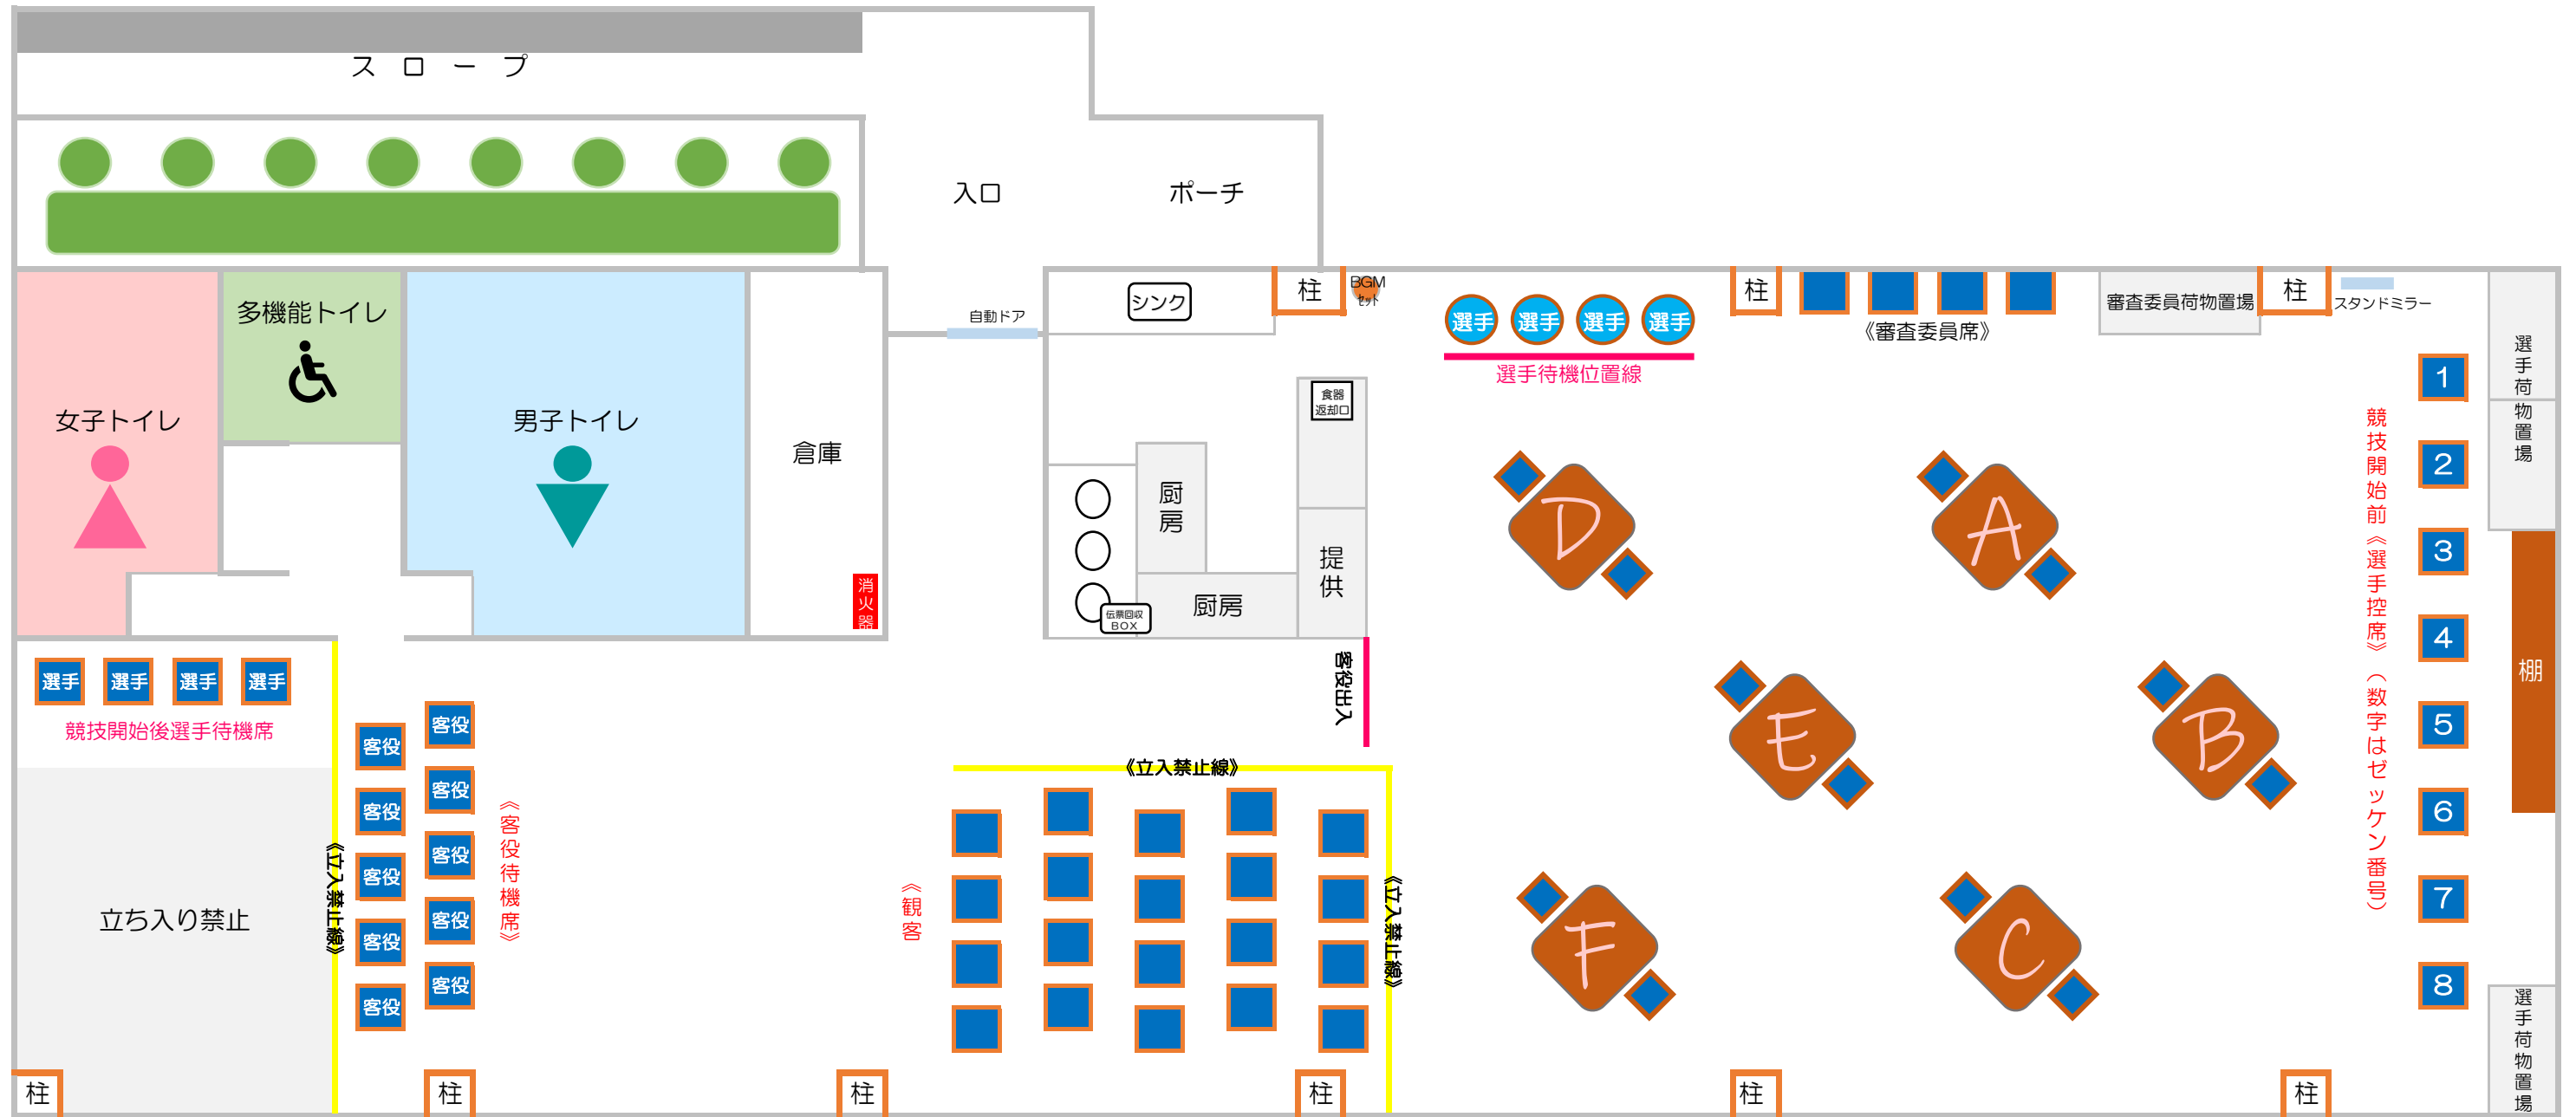 スロープ
入口
ポーチ
多機能トイレ
女子トイレ
男子トイレ
倉庫
消火器
自動ドア
シンク
柱
BGM
セット
選手
選手
選手
選手
選手待機位置線
柱
《審査委員席》
審査委員荷物置場
柱
スタンドミラー
選手荷物置場
食器
返却口
厨房
厨房
提供
伝票回収
BOX
客役出入
D
A
E
B
F
C
競技開始前《選手控席》（数字はゼッケン番号）
1
2
3
4
5
6
7
8
棚
選手荷物置場
選手
選手
選手
選手
競技開始後選手待機席
立ち入り禁止
《立入禁止線》
客役
客役
客役
客役
客役
客役
客役
客役
客役
客役
《客役待機席》
《観客
《立入禁止線》
《立入禁止線》
柱
柱
柱
柱
柱
柱